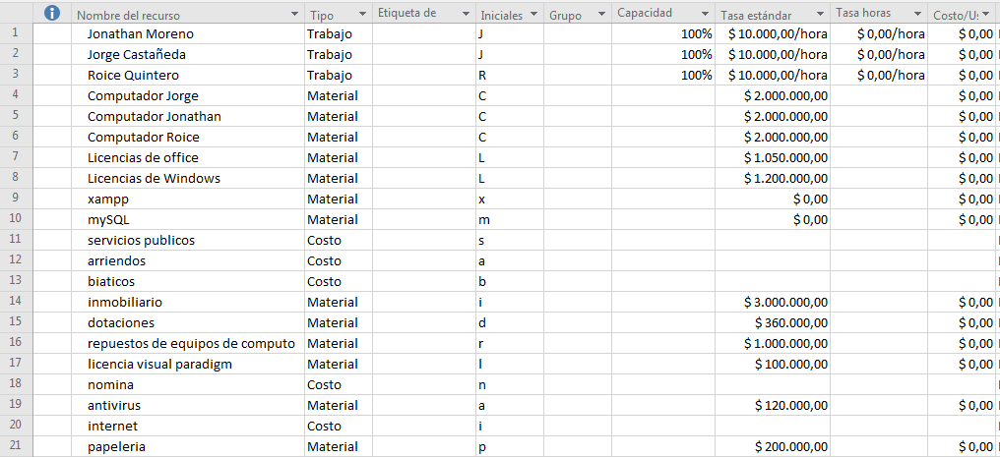 Nombre del recurso Tipo Etiqueta de Iniciales Grupo Capacidad Tasa estándar Tasa horas Costo/U:
1 Jonathan Moreno Trabajo J 100% $ 10.000,00/hora $ 0,00/hora $ 0,00
2 Jorge Castañeda Trabajo J 100% $ 10.000,00/hora $ 0,00/hora $ 0,00
3 Roice Quintero Trabajo R 100% $ 10.000,00/hora $ 0,00/hora $ 0,00
4 Computador Jorge Material C $ 2.000.000,00 $ 0,00
5 Computador Jonathan Material C $ 2.000.000,00 $ 0,00
6 Computador Roice Material C $ 2.000.000,00 $ 0,00
7 Licencias de office Material L $ 1.050.000,00 $ 0,00
8 Licencias de Windows Material L $ 1.200.000,00 $ 0,00
9 xampp Material x $ 0,00 $ 0,00
10 mySQL Material m $ 0,00 $ 0,00
11 servicios publicos Costo s
12 arriendos Costo a
13 biaticos Costo b
14 inmobiliario Material i $ 3.000.000,00 $ 0,00
15 dotaciones Material d $ 360.000,00 $ 0,00
16 repuestos de equipos de computo Material r $ 1.000.000,00 $ 0,00
17 licencia visual paradigm Material l $ 100.000,00 $ 0,00
18 nomina Costo n
19 antivirus Material a $ 120.000,00 $ 0,00
20 internet Costo i
21 papeleria Material p $ 200.000,00 $ 0,00